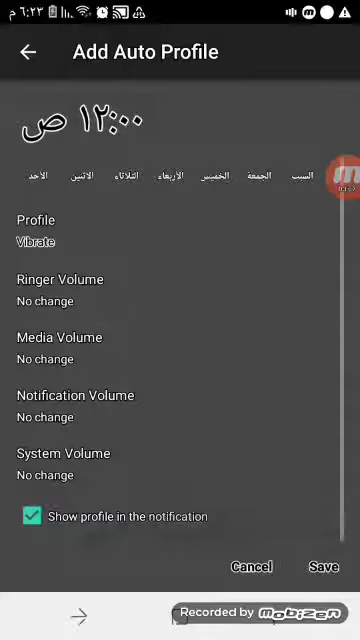 ٦:٢٣ م
Add Auto Profile
١٢:٠٠ ص
الأحد الاثنين الثلاثاء الأربعاء الخميس الجمعة السبت
Profile
Vibrate
Ringer Volume
No change
Media Volume
No change
Notification Volume
No change
System Volume
No change
Show profile in the notification
Cancel Save
Recorded by mobizen